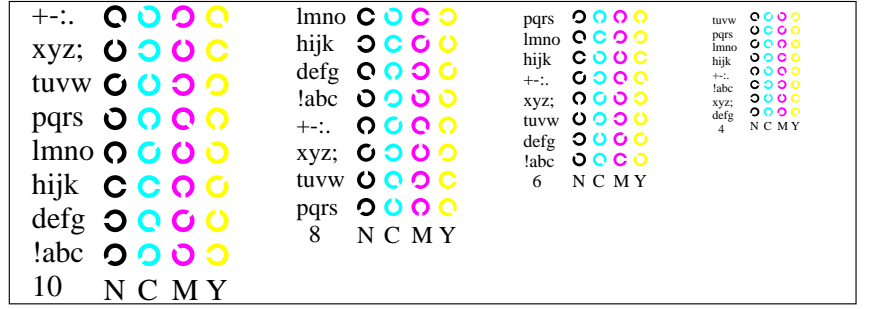 +-:.
xyz;
tuvw
pqrs
lmno
hijk
defg
!abc
10 N C M Y
lmno
hijk
defg
!abc
+-:.
xyz;
tuvw
pqrs
8 N C M Y
pqrs
lmno
hijk
+-:.
xyz;
tuvw
defg
!abc
6 N C M Y
tuvw
pqrs
lmno
hijk
+-:.
!abc
xyz;
defg
4 N C M Y